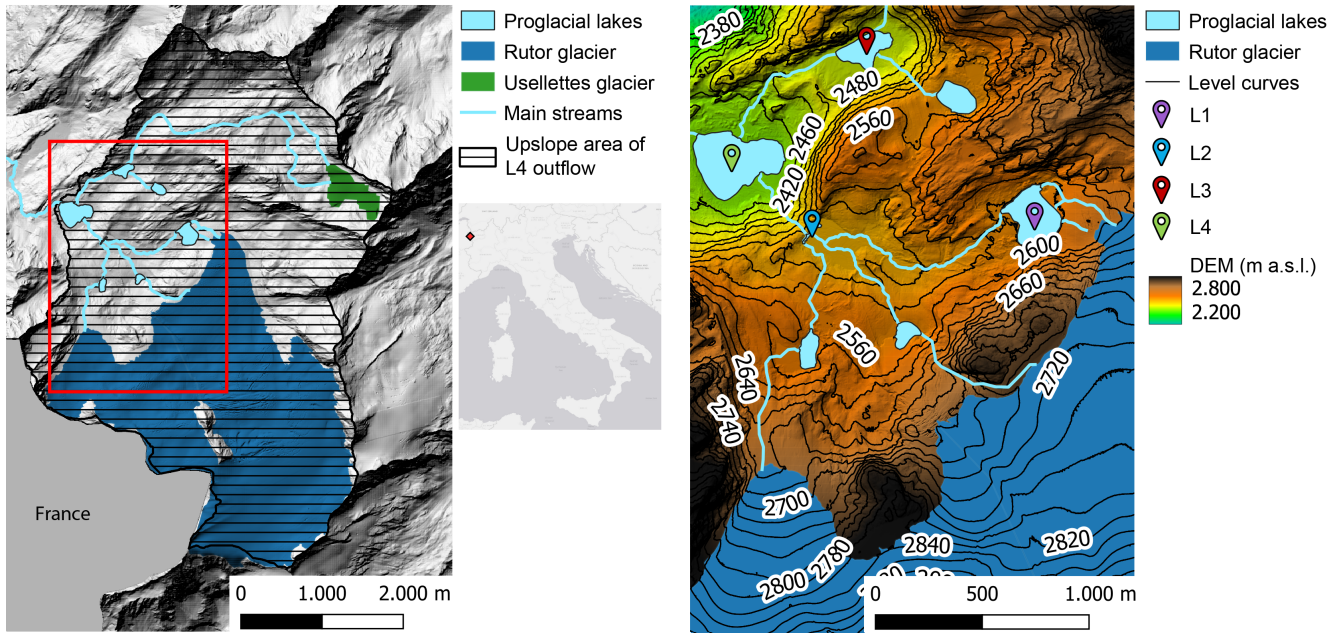 Proglacial lakes
Rutor glacier
Usellettes glacier
Main streams
Upslope area of
L4 outflow
France
0 1.000 2.000 m
2380
2480
2560
2460
2420
2600
2660
2560
2640
2720
2740
2700
2780
2840
2820
2800
0 500 1.000 m
Proglacial lakes
Rutor glacier
Level curves
L1
L2
L3
L4
DEM (m a.s.l.)
2.800
2.200